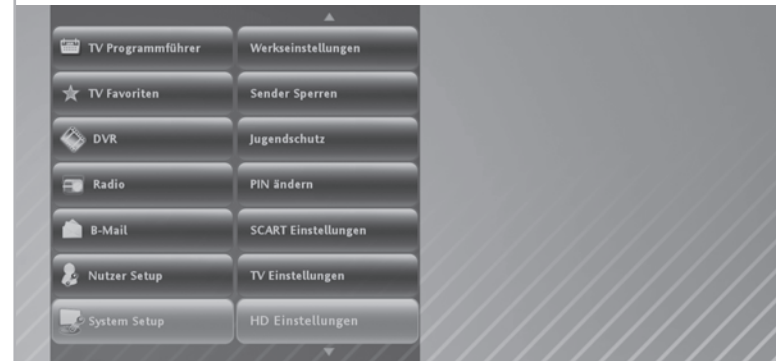 TV Programmführer
Werkseinstellungen
TV Favoriten
Sender Sperren
DVR
Jugendschutz
Radio
PIN ändern
B-Mail
SCART Einstellungen
Nutzer Setup
TV Einstellungen
System Setup
HD Einstellungen